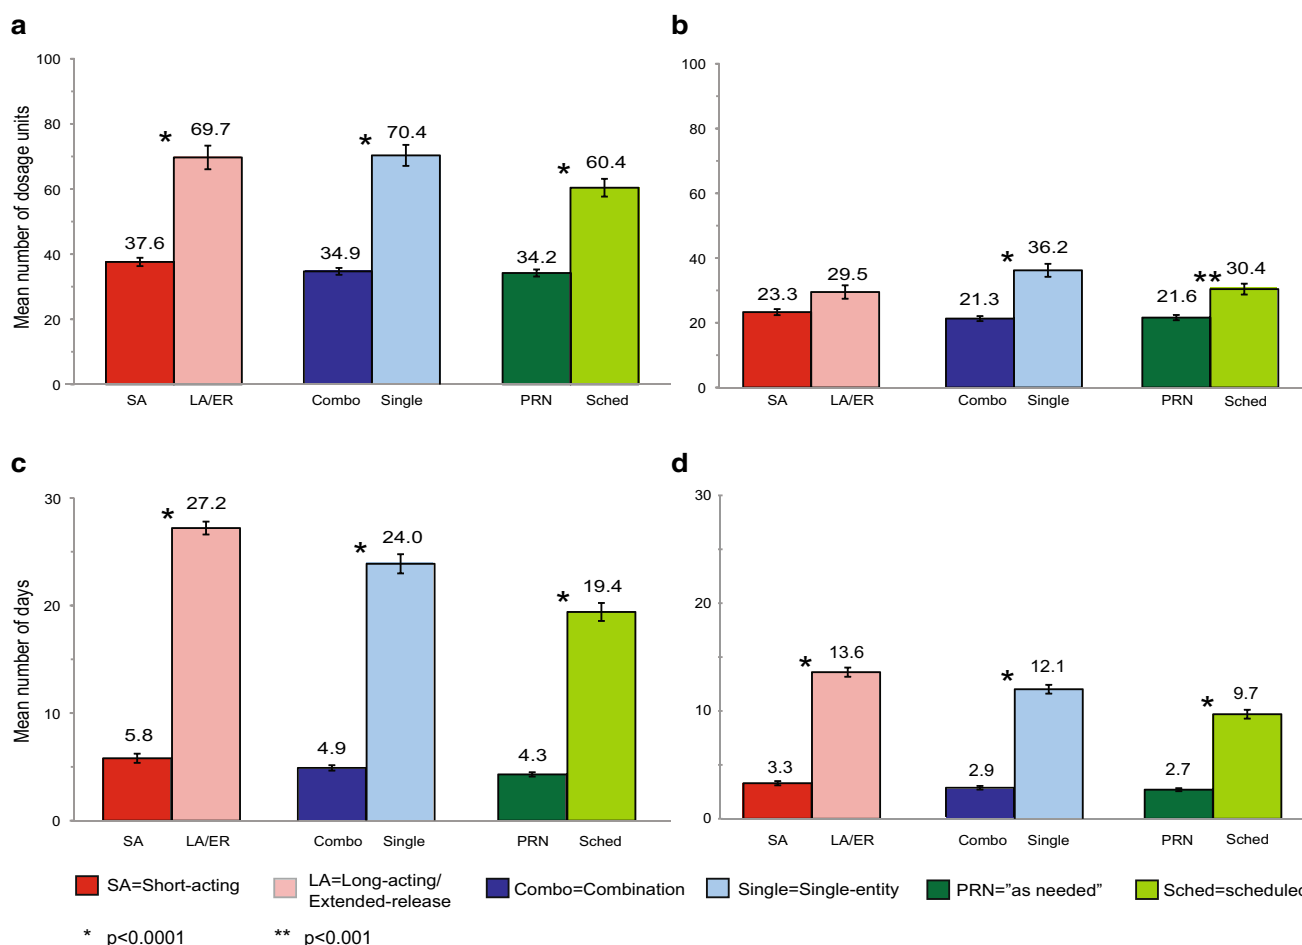 a
b
Mean number of dosage units
100
80
60
40
20
0
* 69.7
37.6
* 70.4
34.9
* 60.4
34.2
SA LA/ER Combo Single PRN Sched
100
80
60
40
20
0
23.3
29.5
21.3
* 36.2
21.6
** 30.4
SA LA/ER Combo Single PRN Sched
c
d
Mean number of days
30
20
10
0
5.8
* 27.2
4.9
* 24.0
4.3
* 19.4
SA LA/ER Combo Single PRN Sched
30
20
10
0
3.3
* 13.6
2.9
* 12.1
2.7
* 9.7
SA LA/ER Combo Single PRN Sched
SA=Short-acting
LA=Long-acting/
Extended-release
Combo=Combination
Single=Single-entity
PRN="as needed"
Sched=scheduled
* p<0.0001
** p<0.001